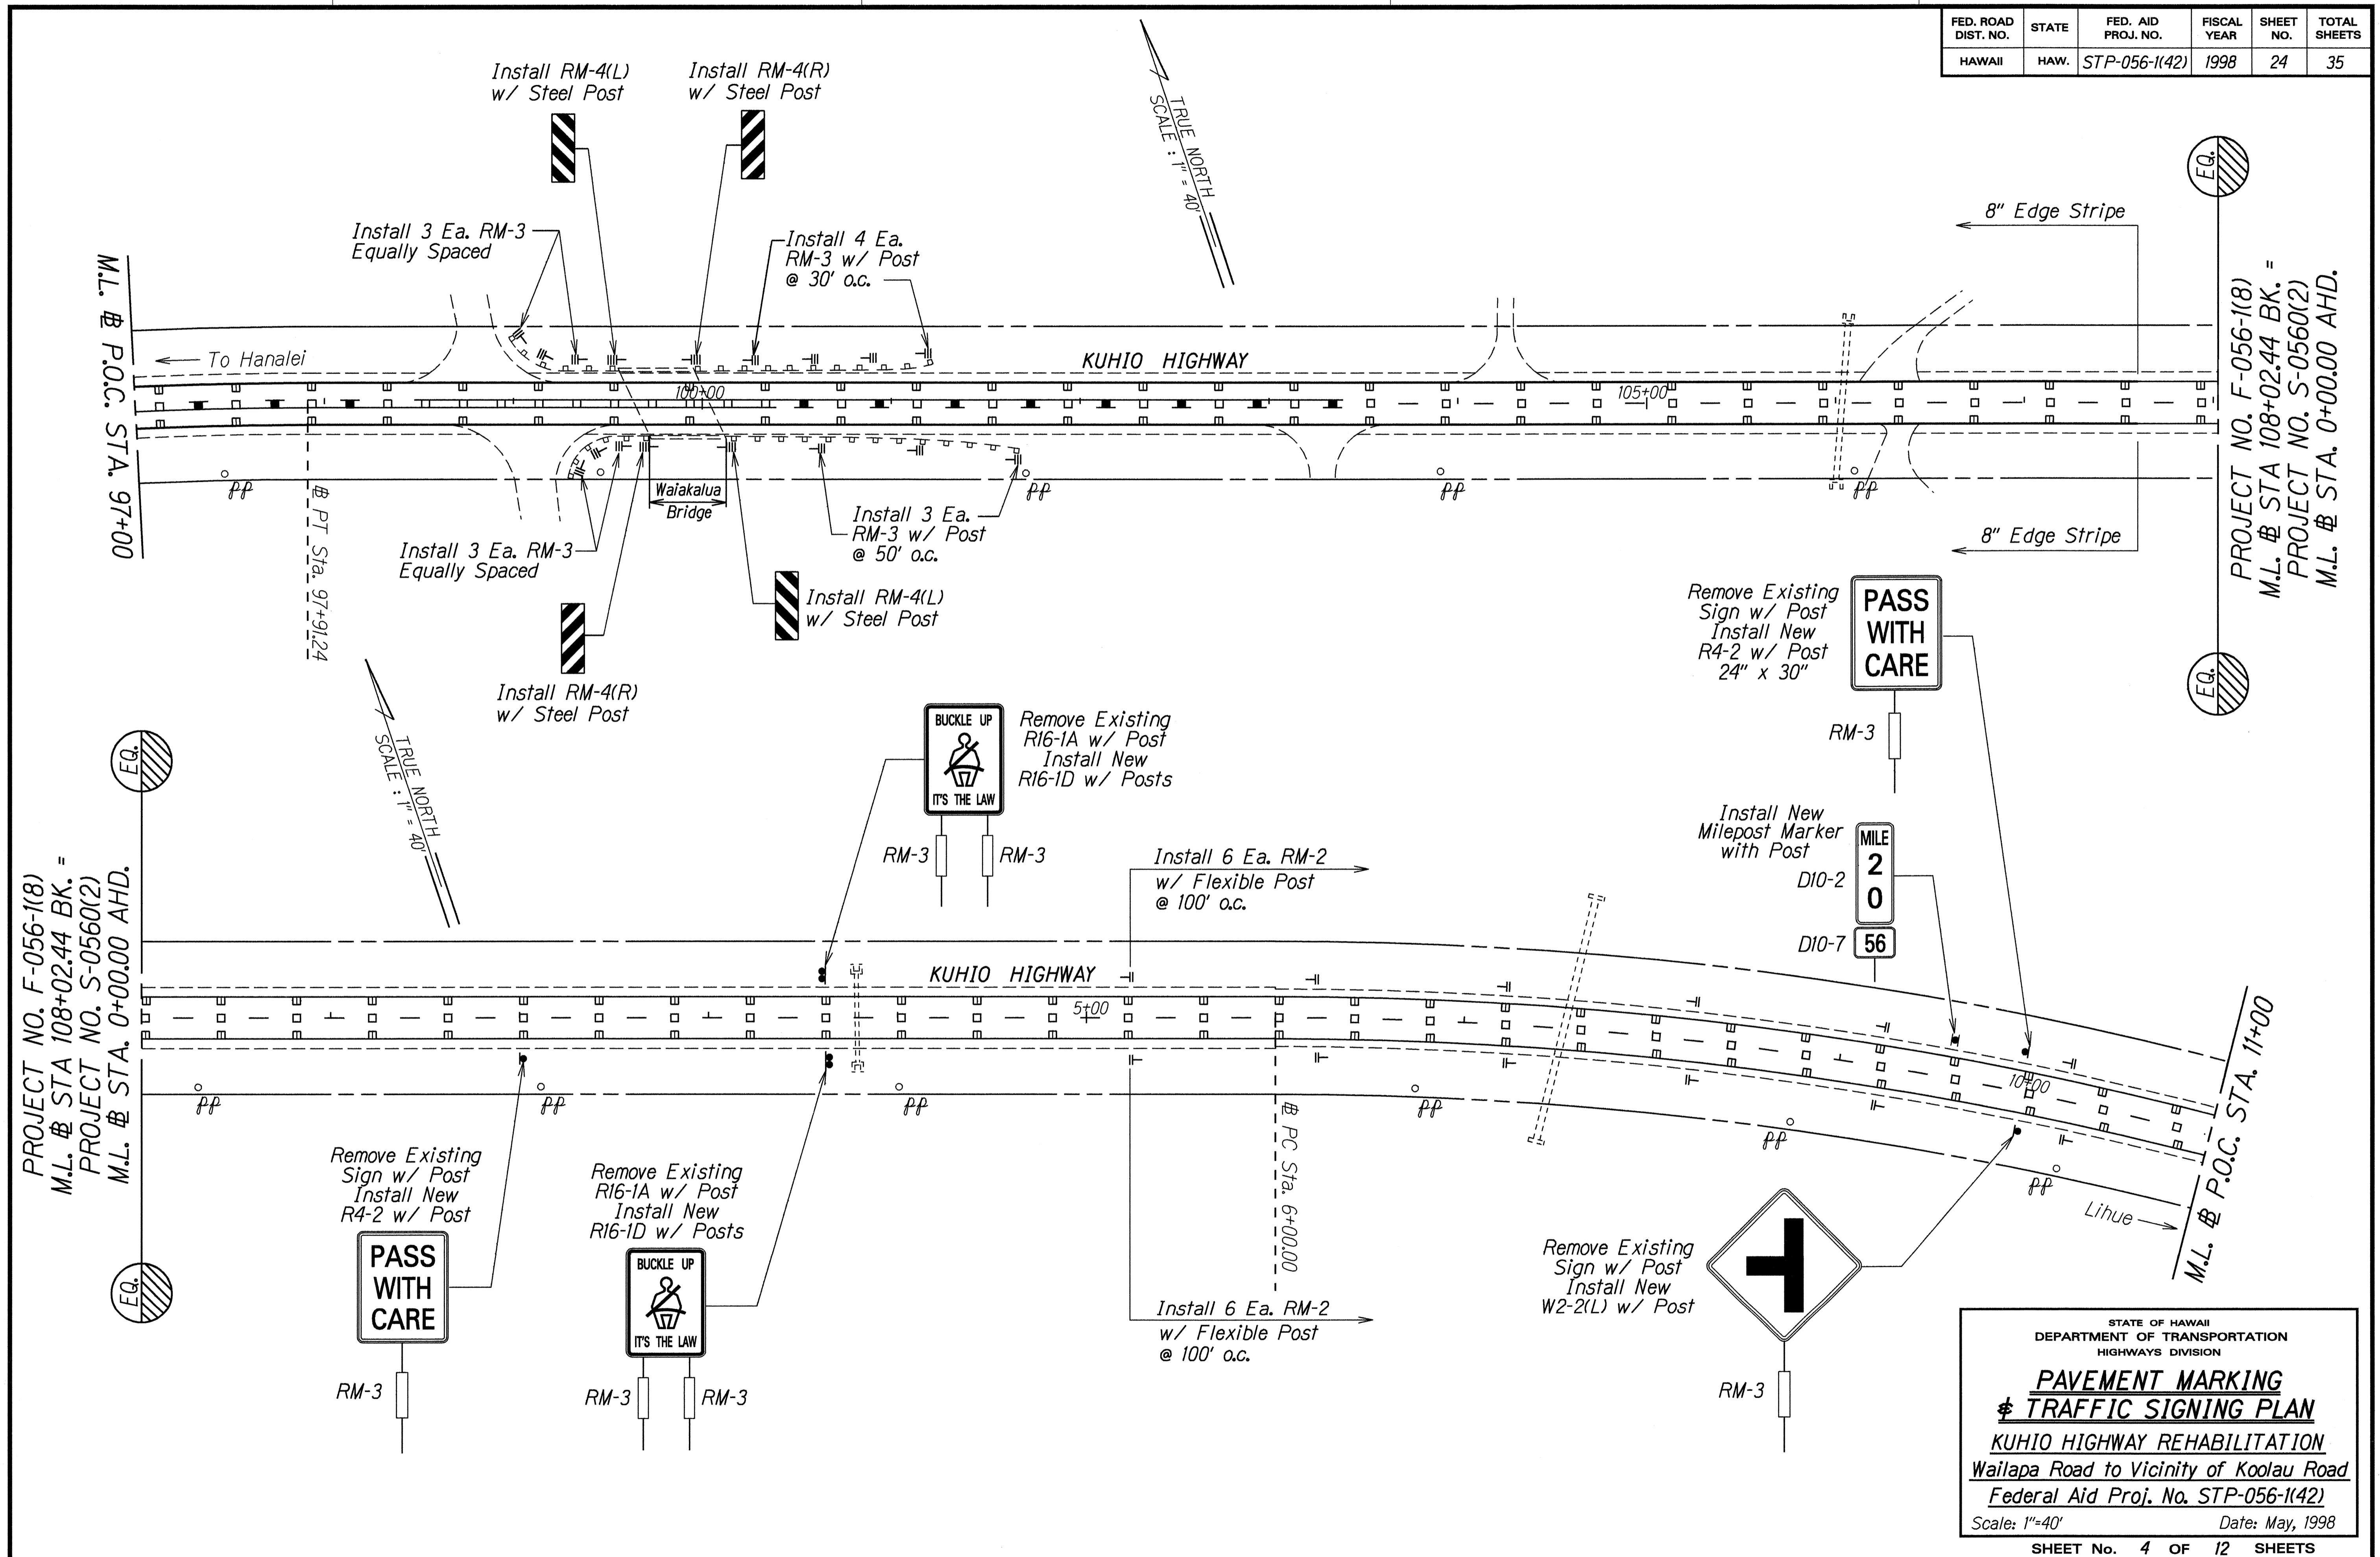 FED. ROAD DIST. NO.
STATE
FED. AID PROJ. NO.
FISCAL YEAR
SHEET NO.
TOTAL SHEETS
HAWAII
HAW.
STP-056-1(42)
1998
24
35
Install RM-4(L)
w/ Steel Post
Install RM-4(R)
w/ Steel Post
TRUE NORTH
SCALE : 1" = 40'
EQ.
8" Edge Stripe
Install 3 Ea. RM-3
Equally Spaced
Install 4 Ea.
RM-3 w/ Post
@ 30' o.c.
M.L. B P.O.C. STA. 97+00
To Hanalei
KUHIO HIGHWAY
100+00
105+00
PP
PP
PP
PP
Waiakalua
Bridge
B PT Sta. 97+91.24
Install 3 Ea. RM-3
Equally Spaced
Install 3 Ea.
RM-3 w/ Post
@ 50' o.c.
Install RM-4(L)
w/ Steel Post
Install RM-4(R)
w/ Steel Post
8" Edge Stripe
PROJECT NO. F-056-1(8)
M.L. B STA 108+02.44 BK. =
PROJECT NO. S-0560(2)
M.L. B STA. 0+00.00 AHD.
EQ.
Remove Existing
Sign w/ Post
Install New
R4-2 w/ Post
24" x 30"
PASS
WITH
CARE
RM-3
TRUE NORTH
SCALE : 1" = 40'
EQ.
BUCKLE UP
IT'S THE LAW
Remove Existing
R16-1A w/ Post
Install New
R16-1D w/ Posts
RM-3
RM-3
Install New
Milepost Marker
with Post
D10-2
MILE
2
0
D10-7
56
Install 6 Ea. RM-2
w/ Flexible Post
@ 100' o.c.
PROJECT NO. F-056-1(8)
M.L. B STA 108+02.44 BK. =
PROJECT NO. S-0560(2)
M.L. B STA. 0+00.00 AHD.
KUHIO HIGHWAY
5+00
10+00
PP
PP
PP
PP
PP
PP
B PC Sta. 6+00.00
M.L. B P.O.C. STA. 11+00
Lihue
EQ.
Remove Existing
Sign w/ Post
Install New
R4-2 w/ Post
PASS
WITH
CARE
RM-3
Remove Existing
R16-1A w/ Post
Install New
R16-1D w/ Posts
BUCKLE UP
IT'S THE LAW
RM-3
RM-3
Install 6 Ea. RM-2
w/ Flexible Post
@ 100' o.c.
Remove Existing
Sign w/ Post
Install New
W2-2(L) w/ Post
RM-3
STATE OF HAWAII
DEPARTMENT OF TRANSPORTATION
HIGHWAYS DIVISION
PAVEMENT MARKING
& TRAFFIC SIGNING PLAN
KUHIO HIGHWAY REHABILITATION
Wailapa Road to Vicinity of Koolau Road
Federal Aid Proj. No. STP-056-1(42)
Scale: 1"=40'
Date: May, 1998
SHEET No. 4 OF 12 SHEETS